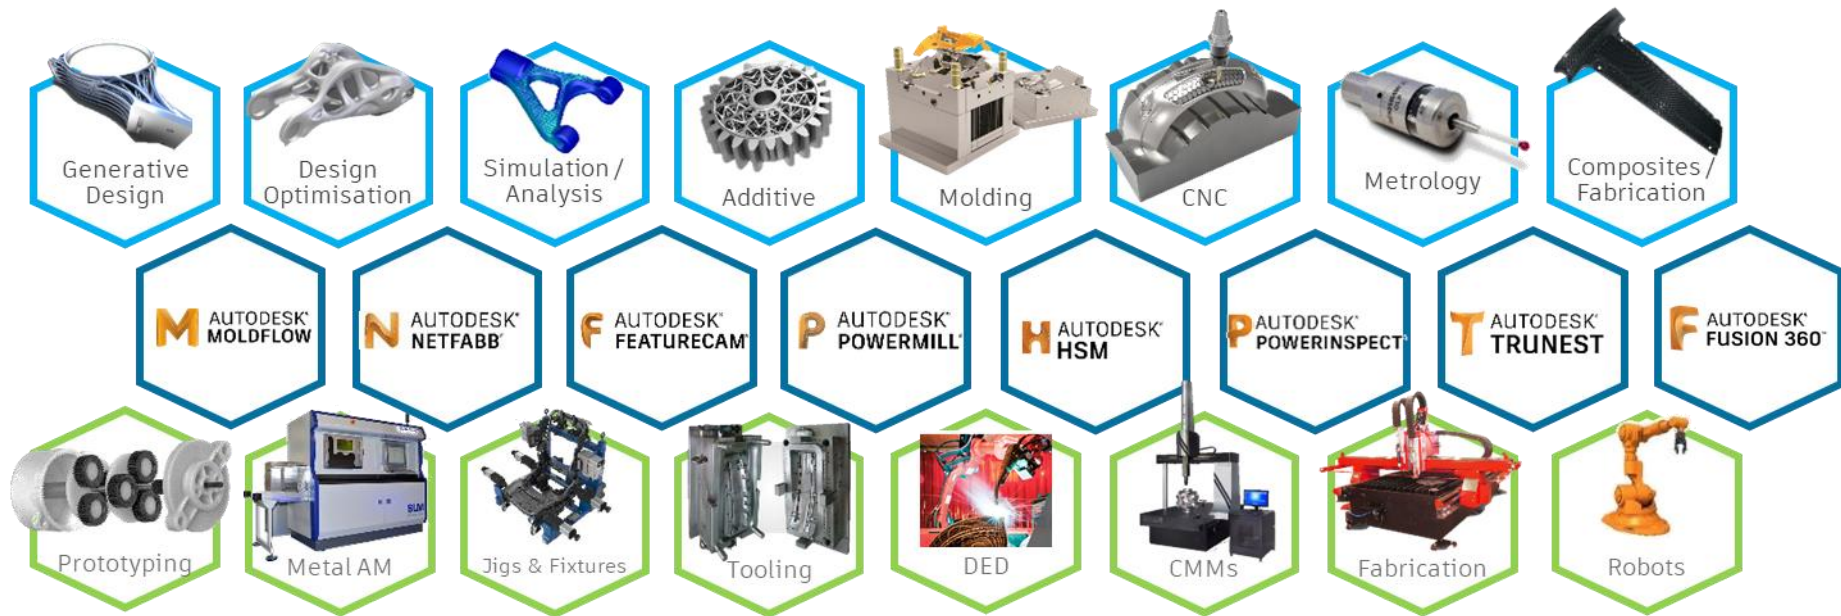 Generative
Design
Design
Optimisation
Simulation /
Analysis
Additive
Molding
CNC
Metrology
Composites /
Fabrication
M AUTODESK®
MOLDFLOW®
N AUTODESK®
NETFABB®
F AUTODESK®
FEATURECAM®
P AUTODESK®
POWERMILL®
H AUTODESK®
HSM
P AUTODESK®
POWERINSPECT®
T AUTODESK®
TRUNEST
F AUTODESK®
FUSION 360™
SLM
Prototyping
Metal AM
Jigs & Fixtures
Tooling
DED
CMMs
Fabrication
Robots